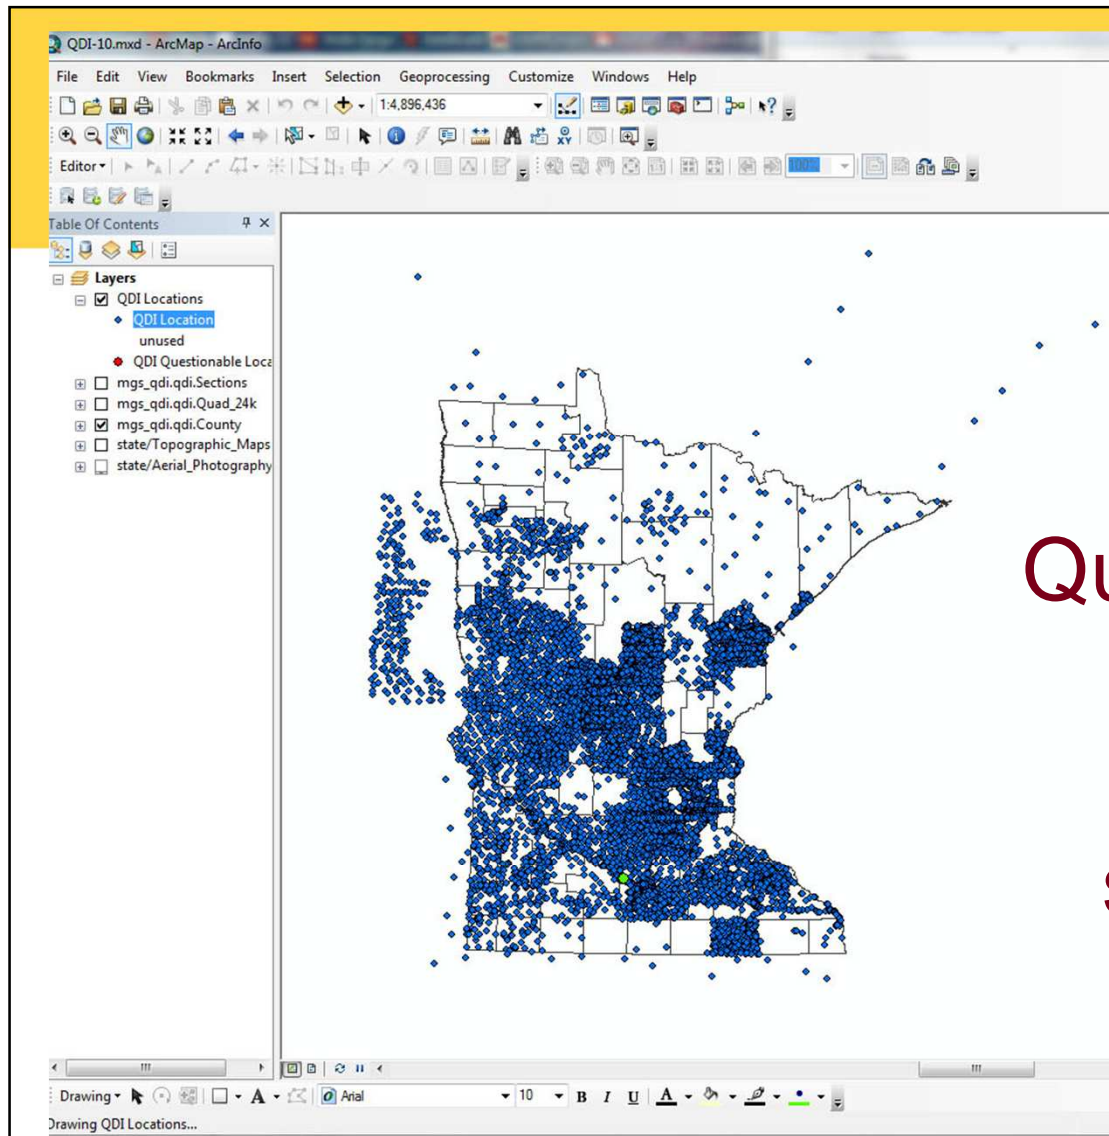 QDI-10.mxd - ArcMap - ArcInfo
File Edit View Bookmarks Insert Selection Geoprocessing Customize Windows Help
1:4,896,436
Editor
100%
Table Of Contents
Layers
QDI Locations
QDI Location
unused
QDI Questionable Loca
mgs_qdi.qdi.Sections
mgs_qdi.qdi.Quad_24k
mgs_qdi.qdi.County
state/Topographic_Maps
state/Aerial_Photography
Qu
s
Drawing A Arial 10 B I U A
Drawing QDI Locations...